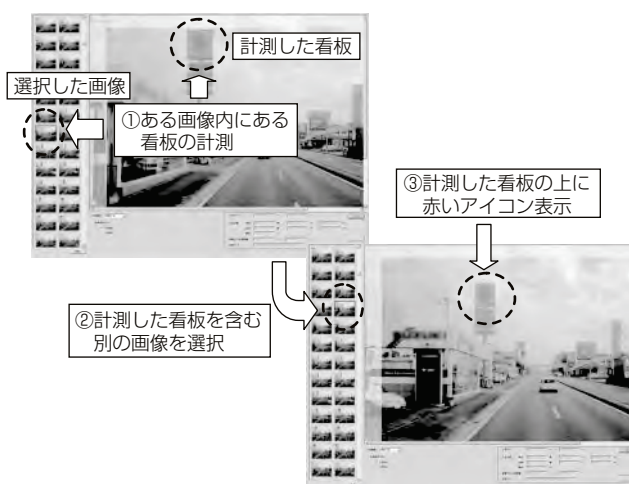 計測した看板
選択した画像
①ある画像内にある
看板の計測
③計測した看板の上に
赤いアイコン表示
②計測した看板を含む
別の画像を選択